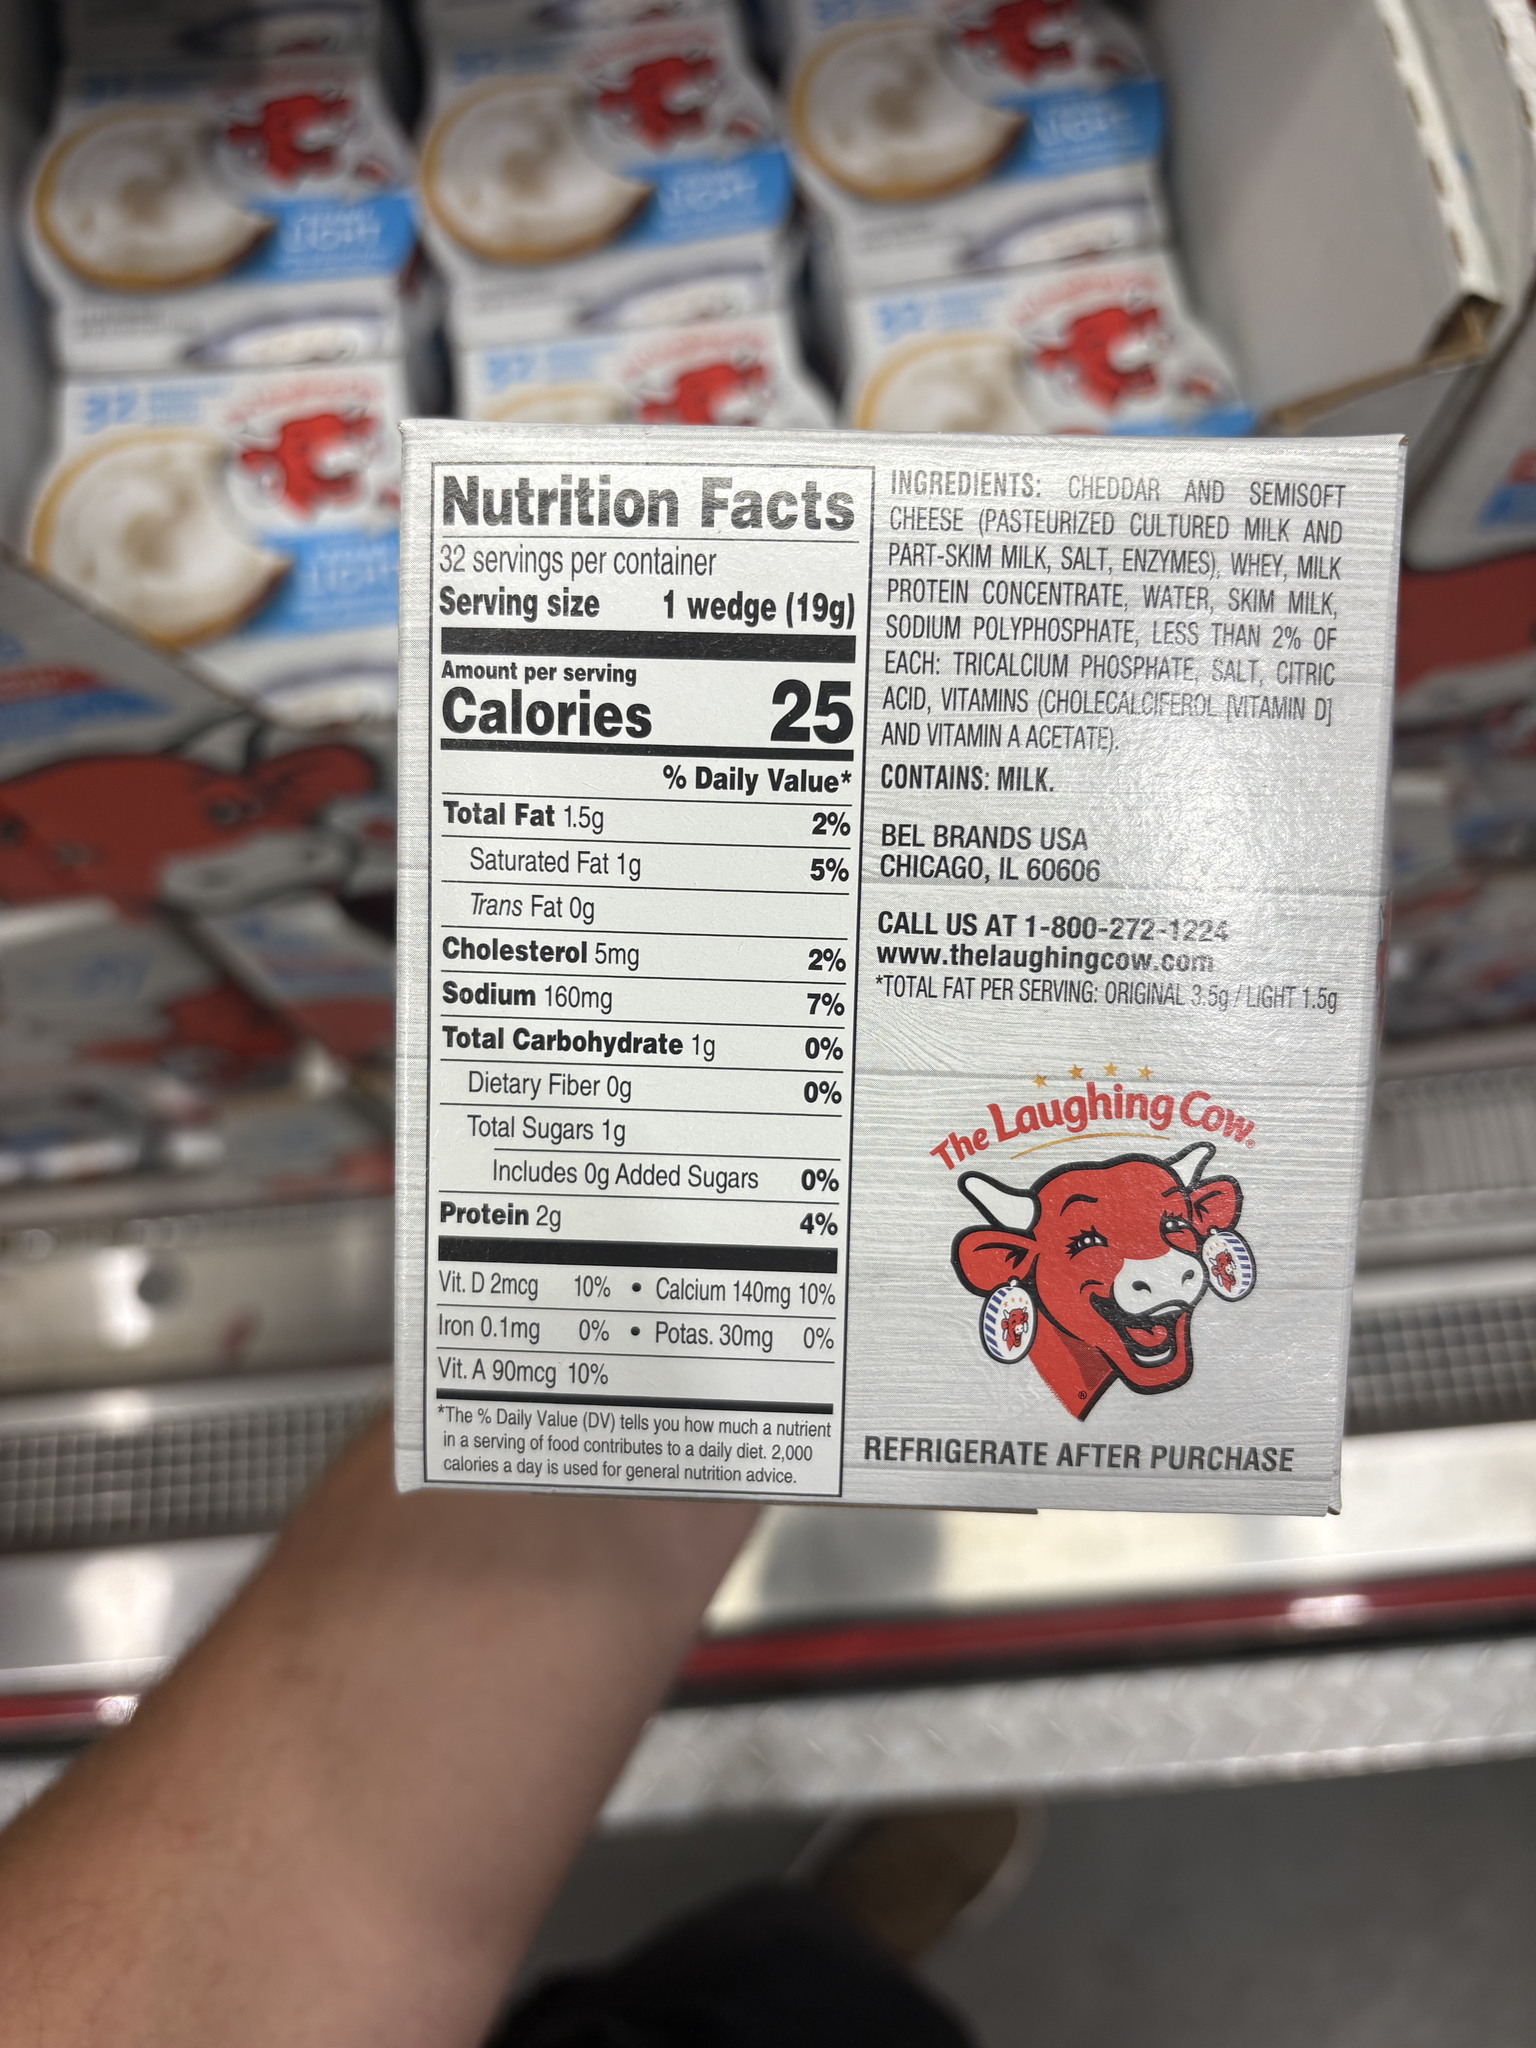 Nutrition Facts
32 servings per container
Serving size 1 wedge (19g)
Amount per serving
Calories 25
% Daily Value*
Total Fat 1.5g 2%
Saturated Fat 1g 5%
Trans Fat 0g
Cholesterol 5mg 2%
Sodium 160mg 7%
Total Carbohydrate 1g 0%
Dietary Fiber 0g 0%
Total Sugars 1g
Includes 0g Added Sugars 0%
Protein 2g 4%
Vit. D 2mcg 10% • Calcium 140mg 10%
Iron 0.1mg 0% • Potas. 30mg 0%
Vit. A 90mcg 10%
*The % Daily Value (DV) tells you how much a nutrient
in a serving of food contributes to a daily diet. 2,000
calories a day is used for general nutrition advice.
INGREDIENTS: CHEDDAR AND SEMISOFT
CHEESE (PASTEURIZED CULTURED MILK AND
PART-SKIM MILK, SALT, ENZYMES), WHEY, MILK
PROTEIN CONCENTRATE, WATER, SKIM MILK,
SODIUM POLYPHOSPHATE, LESS THAN 2% OF
EACH: TRICALCIUM PHOSPHATE, SALT, CITRIC
ACID, VITAMINS (CHOLECALCIFEROL [VITAMIN D]
AND VITAMIN A ACETATE).
CONTAINS: MILK.
BEL BRANDS USA
CHICAGO, IL 60606
CALL US AT 1-800-272-1224
www.thelaughingcow.com
*TOTAL FAT PER SERVING: ORIGINAL 3.5g / LIGHT 1.5g
The Laughing Cow®
®
REFRIGERATE AFTER PURCHASE
32
LIGHT
LIGHT
LIGHT
32
32
32
LIGHT